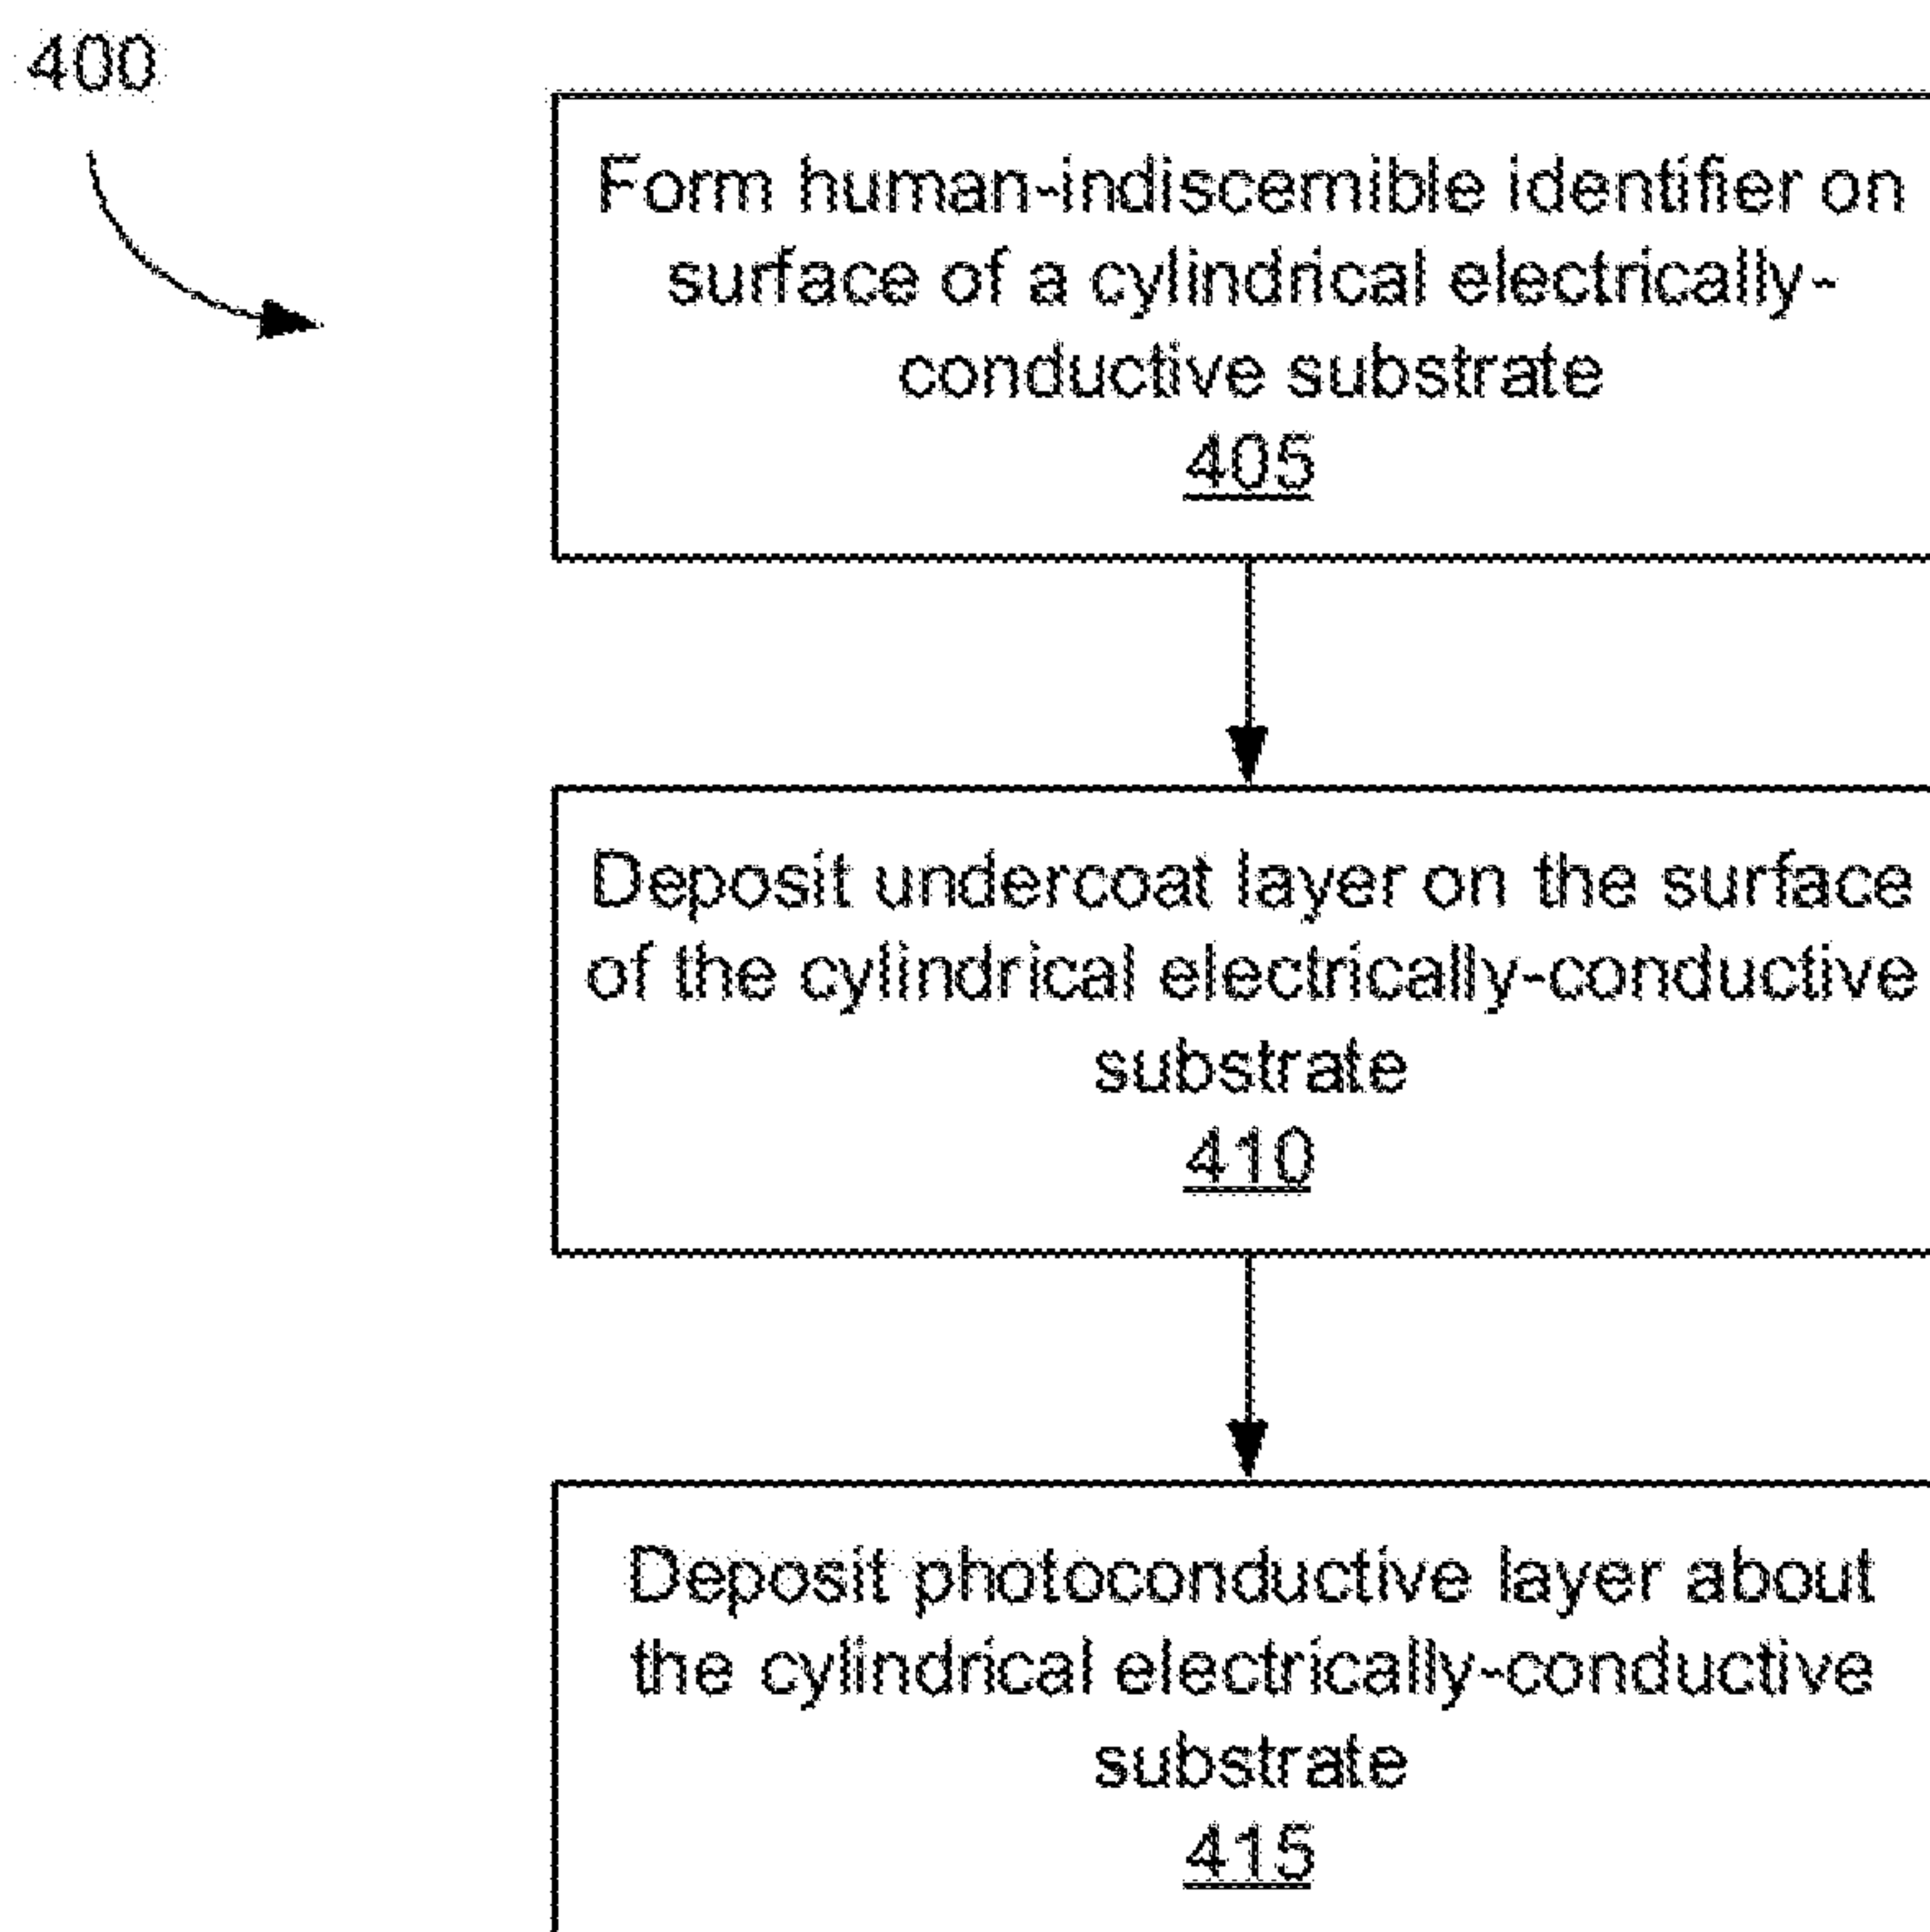 400
Form human-indiscernible identifier on
surface of a cylindrical electrically-
conductive substrate
405
Deposit undercoat layer on the surface
of the cylindrical electrically-conductive
substrate
410
Deposit photoconductive layer about
the cylindrical electrically-conductive
substrate
415